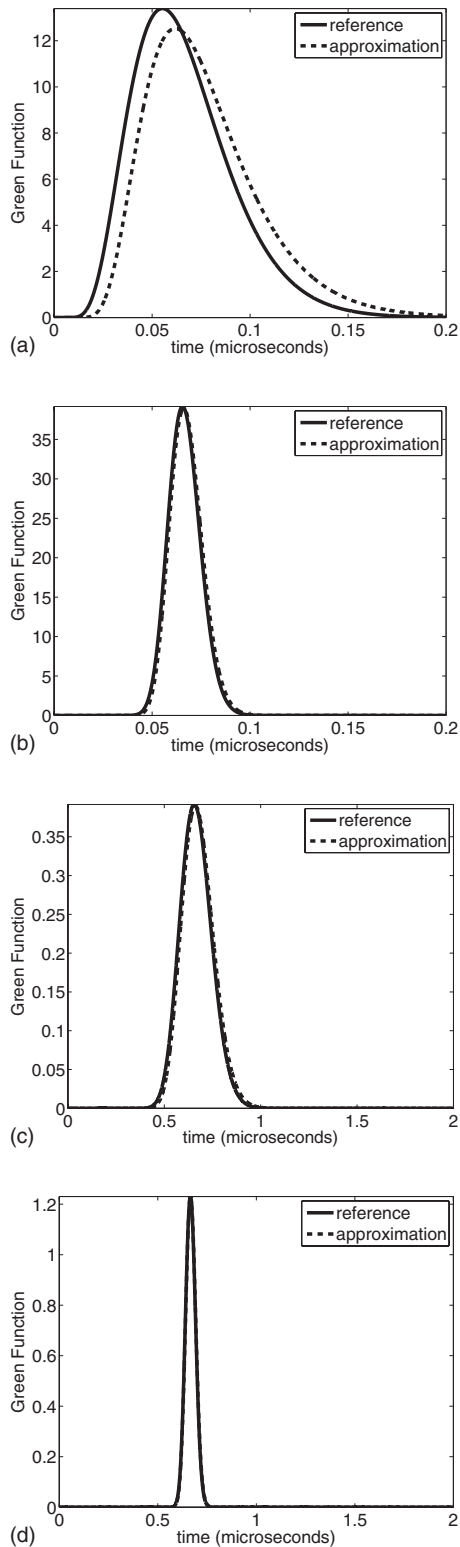 12
10
8
6
4
2
0
Green Function
reference
approximation
0 0.05 0.1 0.15 0.2
time (microseconds)
(a)
35
30
25
20
15
10
5
0
Green Function
reference
approximation
0 0.05 0.1 0.15 0.2
time (microseconds)
(b)
0.35
0.3
0.25
0.2
0.15
0.1
0.05
0
Green Function
reference
approximation
0 0.5 1 1.5 2
time (microseconds)
(c)
1.2
1
0.8
0.6
0.4
0.2
0
Green Function
reference
approximation
0 0.5 1 1.5 2
time (microseconds)
(d)